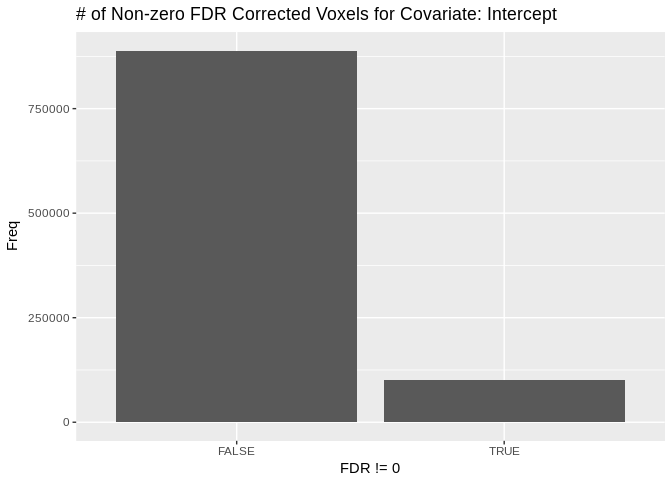 # of Non-zero FDR Corrected Voxels for Covariate: Intercept
750000
500000
250000
0
Freq
FALSE
TRUE
FDR != 0